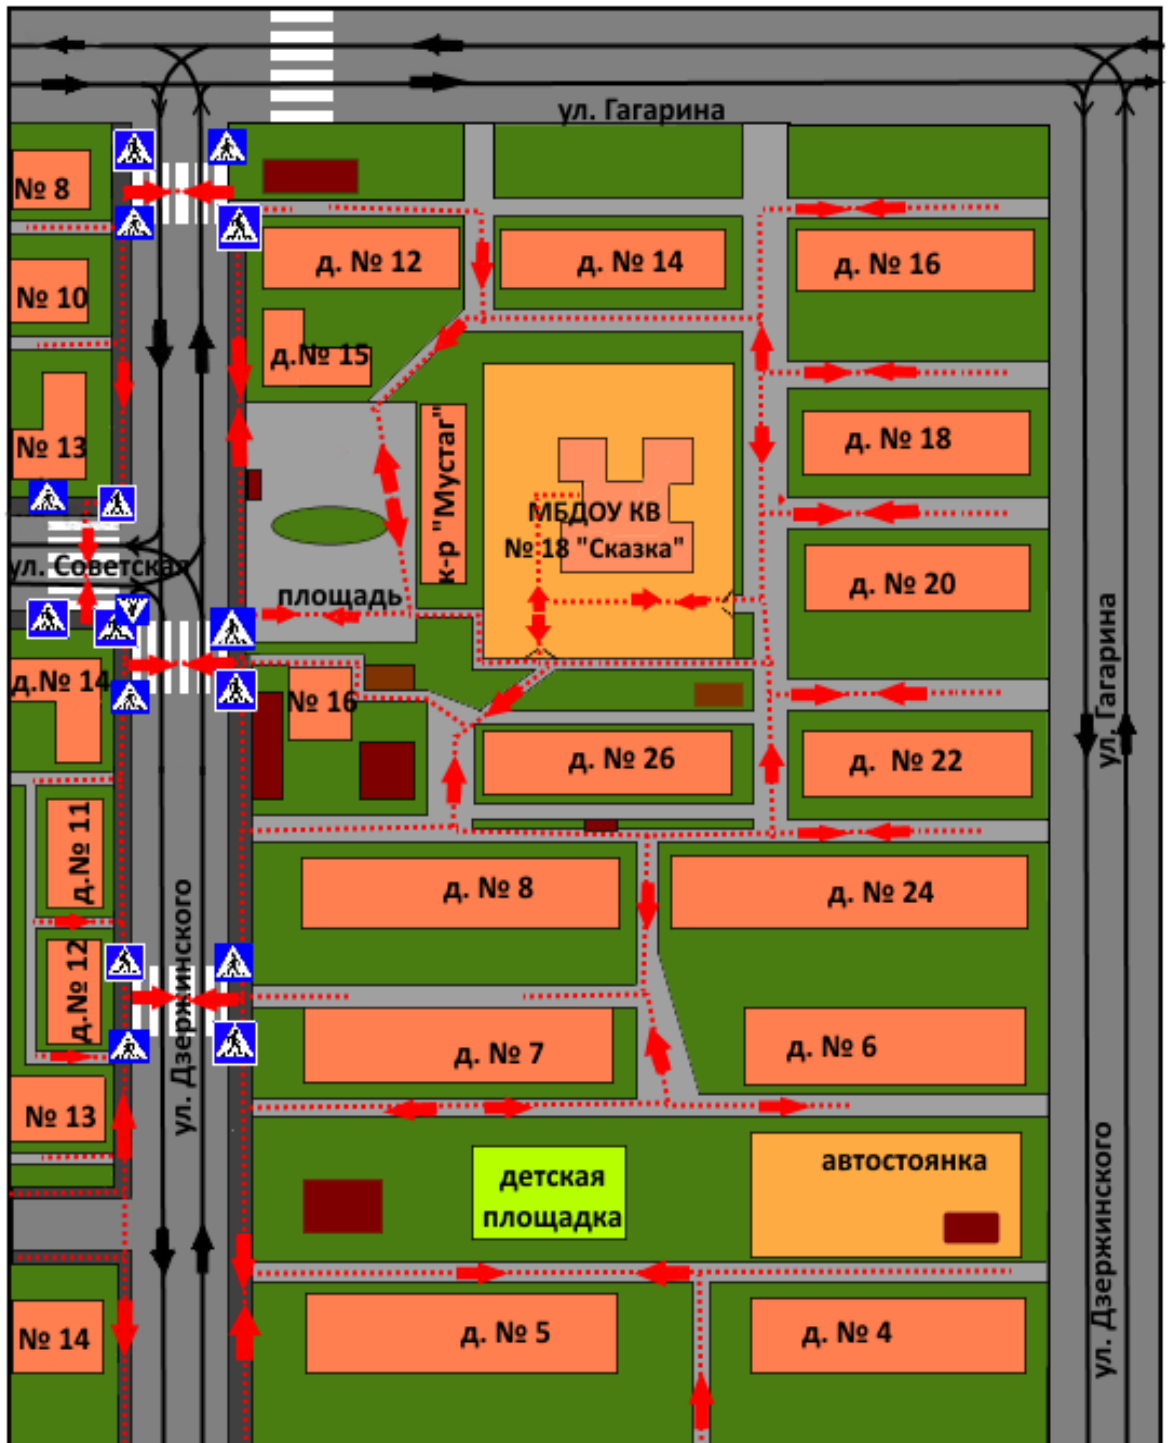 ул. Гагарина
№ 8
д. № 12
д. № 14
д. № 16
№ 10
д.№ 15
№ 13
к-р "Мустаг"
д. № 18
МБДОУ КВ
№ 18 "Сказка"
ул. Советская
площадь
д. № 20
ул. Гагарина
д.№ 14
№ 16
д. № 26
д. № 22
д.№ 11
д. № 8
д. № 24
д.№ 12
ул. Дзержинского
д. № 7
д. № 6
№ 13
детская
площадка
автостоянка
ул. Дзержинского
№ 14
д. № 5
д. № 4